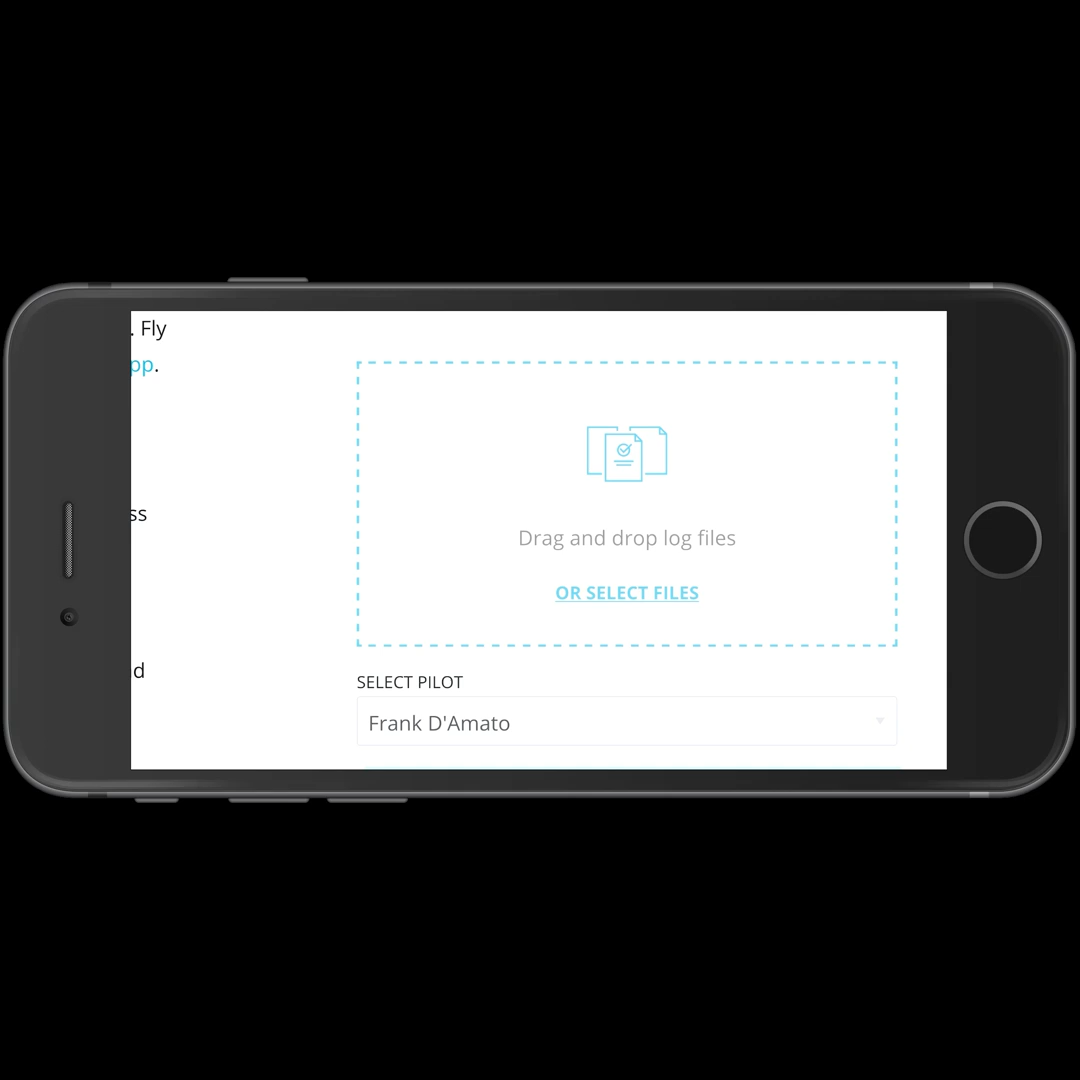 . Fly
pp.
ss
d
Drag and drop log files
OR SELECT FILES
SELECT PILOT
Frank D'Amato